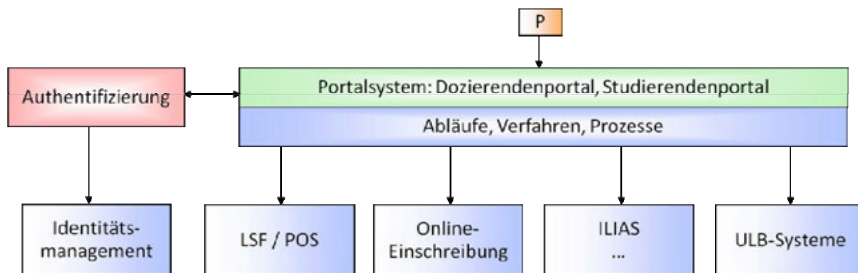 P
Authentifizierung
Portalsystem: Dozierendenportal, Studierendenportal
Abläufe, Verfahren, Prozesse
Identitäts-
management
LSF / POS
Online-
Einschreibung
ILIAS
...
ULB-Systeme